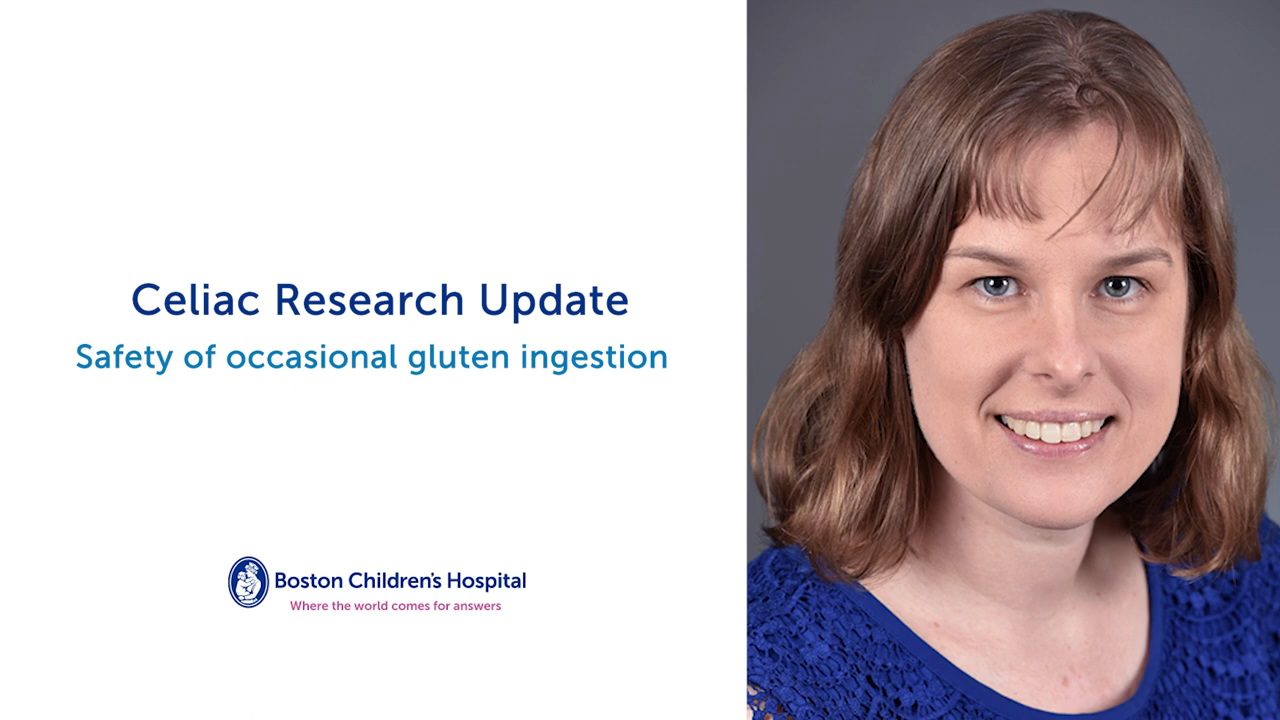 Celiac Research Update
Safety of occasional gluten ingestion
Boston Children's Hospital
Where the world comes for answers